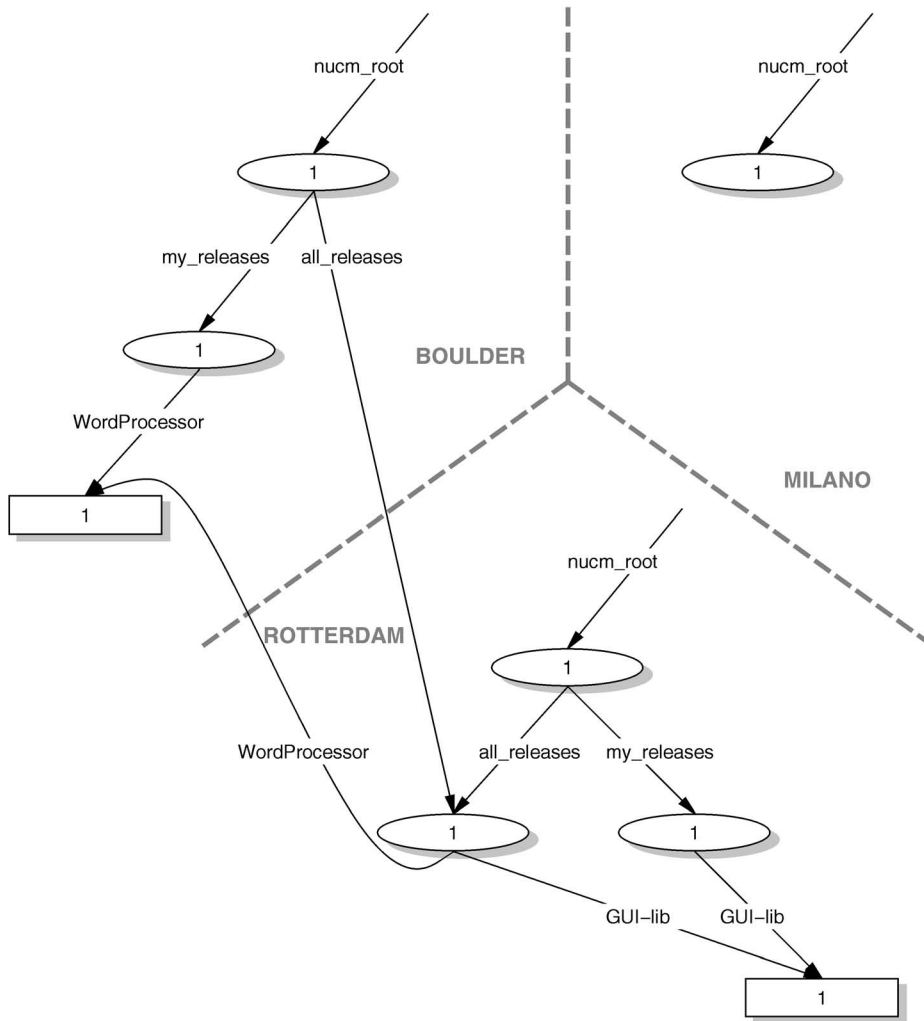 nucm_root
nucm_root
1
1
my_releases
all_releases
1
BOULDER
WordProcessor
MILANO
1
nucm_root
ROTTERDAM
1
WordProcessor
all_releases
my_releases
1
1
GUI-lib
GUI-lib
1